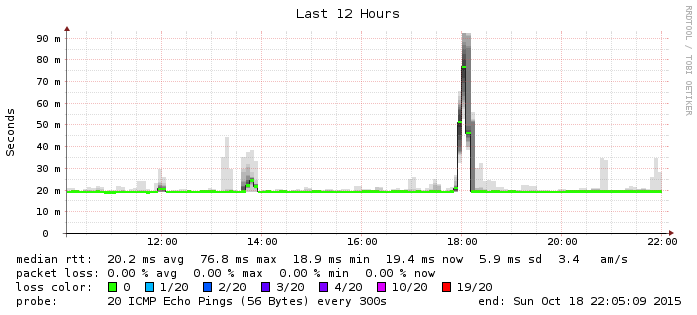 Last 12 Hours
RRDTOOL / TOBI OETIKER
Seconds
90 m
80 m
70 m
60 m
50 m
40 m
30 m
20 m
10 m
0
12:00 14:00 16:00 18:00 20:00 22:00
median rtt: 20.2 ms avg 76.8 ms max 18.9 ms min 19.4 ms now 5.9 ms sd 3.4 am/s
packet loss: 0.00 % avg 0.00 % max 0.00 % min 0.00 % now
loss color: 0 1/20 2/20 3/20 4/20 10/20 19/20
probe: 20 ICMP Echo Pings (56 Bytes) every 300s end: Sun Oct 18 22:05:09 2015